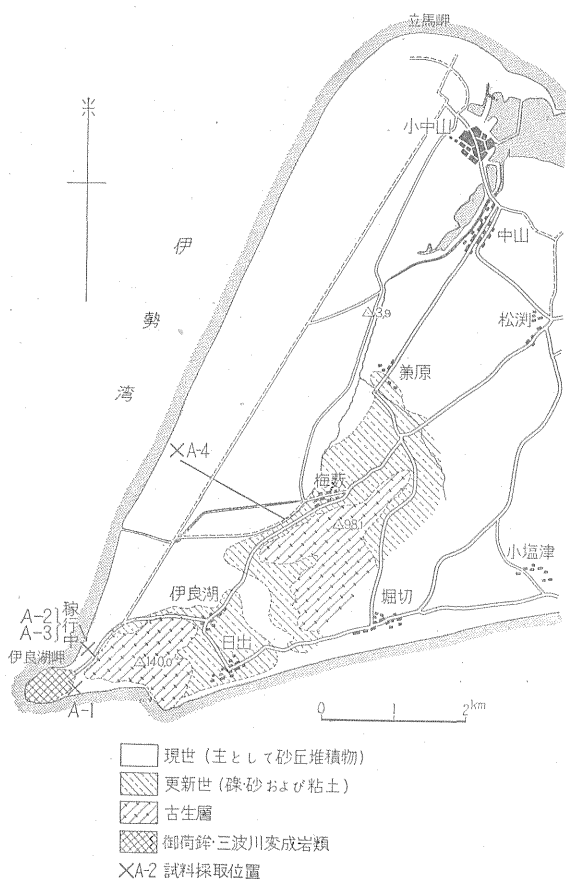 立馬岬
小中山
中山
伊勢湾
松渕
△3,9
兼原
A-4
梅薮
△98,1
小塩津
伊良湖
堀切
A-2
A-3
稼行中
日出
伊良湖岬
△140,0
A-1
0 1 2km
現世 (主として砂丘堆積物)
更新世 (礫・砂および粘土)
古生層
御荷鉾・三波川変成岩類
A-2 試料採取位置